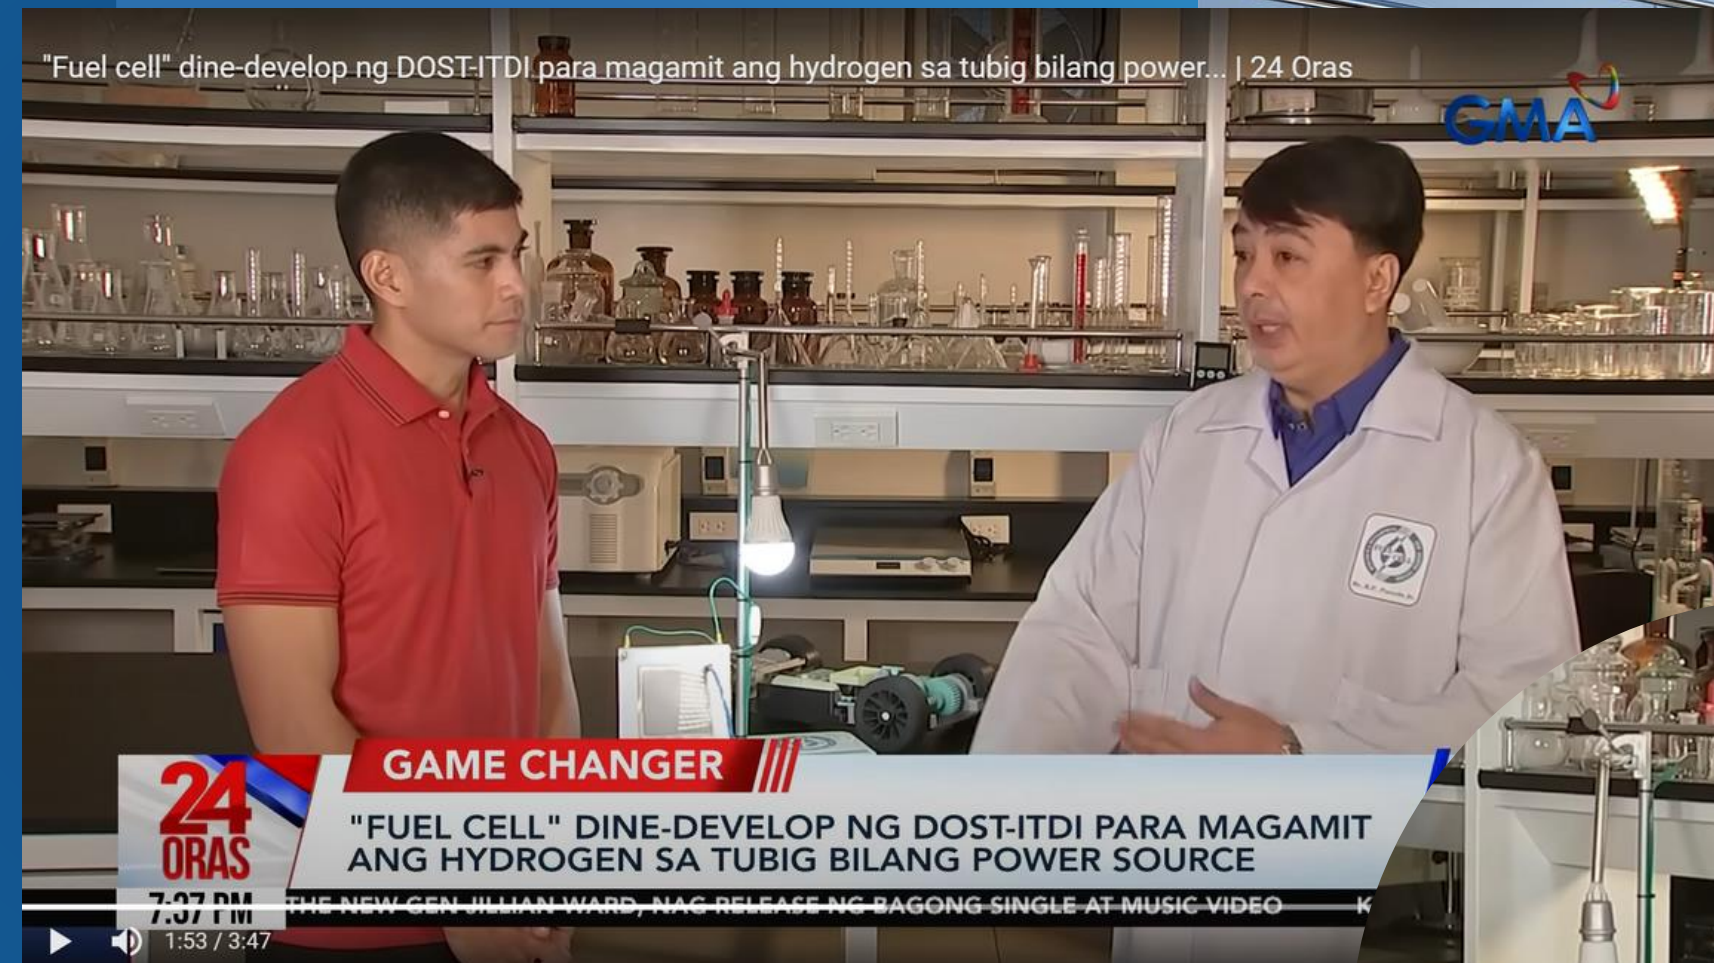 "Fuel cell" dine-develop ng DOST-ITDI para magamit ang hydrogen sa tubig bilang power... | 24 Oras
GMA
GAME CHANGER
24
ORAS
"FUEL CELL" DINE-DEVELOP NG DOST-ITDI PARA MAGAMIT
ANG HYDROGEN SA TUBIG BILANG POWER SOURCE
7:37 PM
THE NEW GEN JILLIAN WARD, NAG RELEASE NG BAGONG SINGLE AT MUSIC VIDEO
1:53 / 3:47